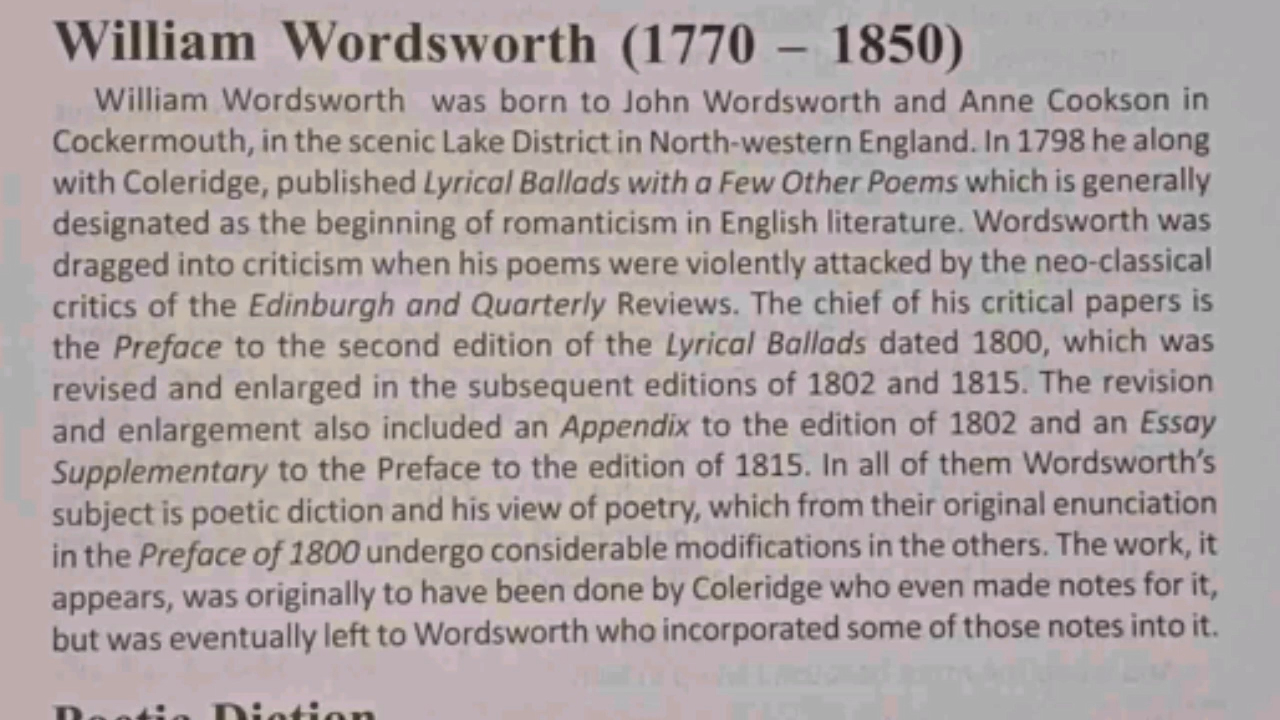 William Wordsworth (1770 – 1850)
William Wordsworth was born to John Wordsworth and Anne Cookson in
Cockermouth, in the scenic Lake District in North-western England. In 1798 he along
with Coleridge, published Lyrical Ballads with a Few Other Poems which is generally
designated as the beginning of romanticism in English literature. Wordsworth was
dragged into criticism when his poems were violently attacked by the neo-classical
critics of the Edinburgh and Quarterly Reviews. The chief of his critical papers is
the Preface to the second edition of the Lyrical Ballads dated 1800, which was
revised and enlarged in the subsequent editions of 1802 and 1815. The revision
and enlargement also included an Appendix to the edition of 1802 and an Essay
Supplementary to the Preface to the edition of 1815. In all of them Wordsworth's
subject is poetic diction and his view of poetry, which from their original enunciation
in the Preface of 1800 undergo considerable modifications in the others. The work, it
appears, was originally to have been done by Coleridge who even made notes for it,
but was eventually left to Wordsworth who incorporated some of those notes into it.
Poetic Diction